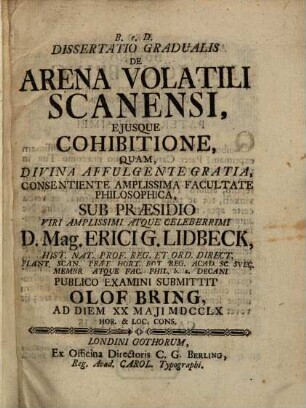 B. c. D.
DISSERTATIO GRADUALIS
DE
ARENA VOLATILI
SCANENSI,
EJUSQUE
COHIBITIONE,
QUAM,
DIVINA AFFULGENTE GRATIA,
CONSENTIENTE AMPLISSIMA FACULTATE
PHILOSOPHICA,
SUB PRÆSIDIO
VIRI AMPLISSIMI ATQUE CELEBERRIMI
D. Mag. ERICI G. LIDBECK,
HIST. NAT. PROF. REG. ET ORD. DIRECT.
PLANT. SCAN. PRÆF. HORT. BOT. REG. ACAD. SC. SVEC.
MEMBR. ATQUE FAC. PHIL. h. a. DECANI
PUBLICO EXAMINI SUBMITTIT
OLOF BRING,
AD DIEM XX MAJI MDCCLX
HOR. & LOC. CONS.
LONDINI GOTHORUM,
Ex Officina Directoris C. G. BERLING,
Reg. Acad. CAROL. Typographi.